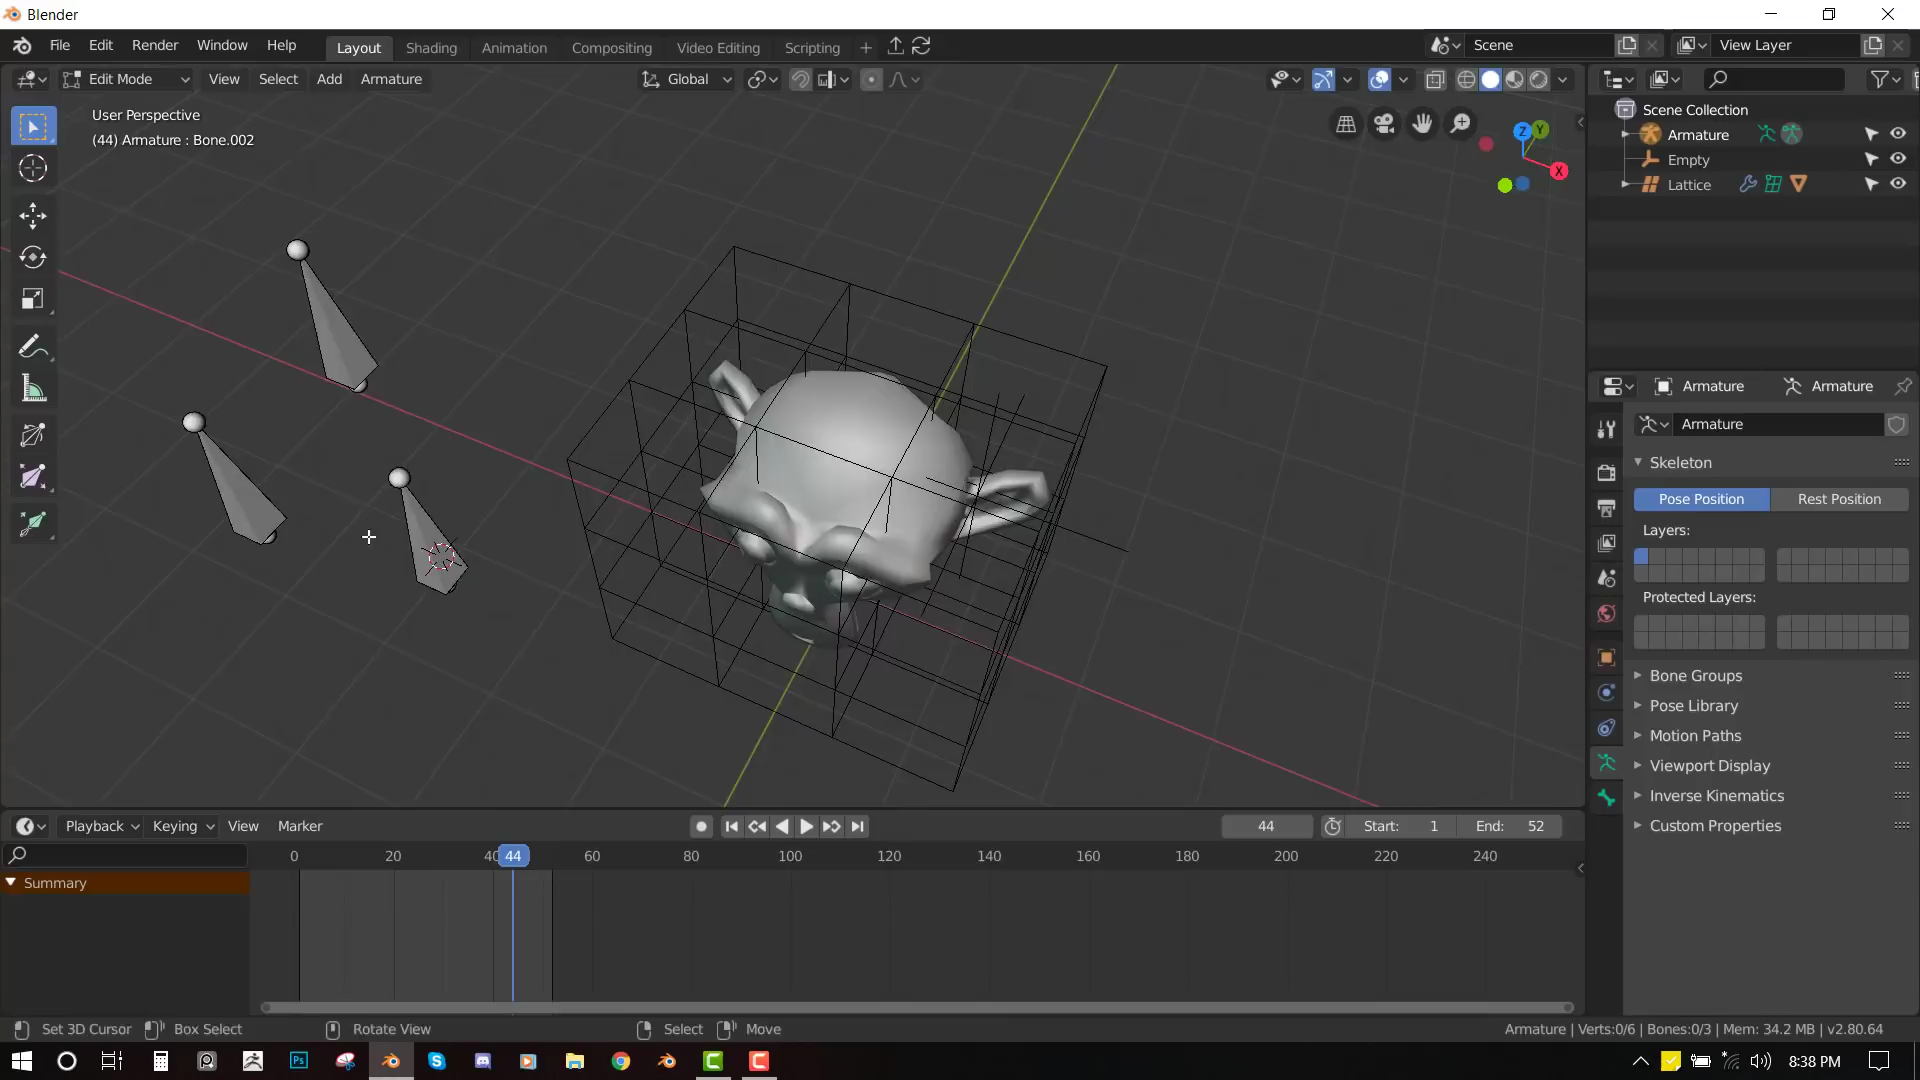 Blender
File Edit Render Window Help Layout Shading Animation Compositing Video Editing Scripting + Scene View Layer
Edit Mode View Select Add Armature Global
User Perspective
(44) Armature : Bone.002
Z Y X
Scene Collection
Armature
Empty
Lattice
Armature Armature
Armature
Skeleton
Pose Position Rest Position
Layers:
Protected Layers:
Bone Groups
Pose Library
Motion Paths
Viewport Display
Inverse Kinematics
Custom Properties
Playback Keying View Marker 44 Start: 1 End: 52
0 20 40 44 60 80 100 120 140 160 180 200 220 240
Summary
Set 3D Cursor Box Select Rotate View Select Move Armature | Verts:0/6 | Bones:0/3 | Mem: 34.2 MB | v2.80.64
Ps 8:38 PM